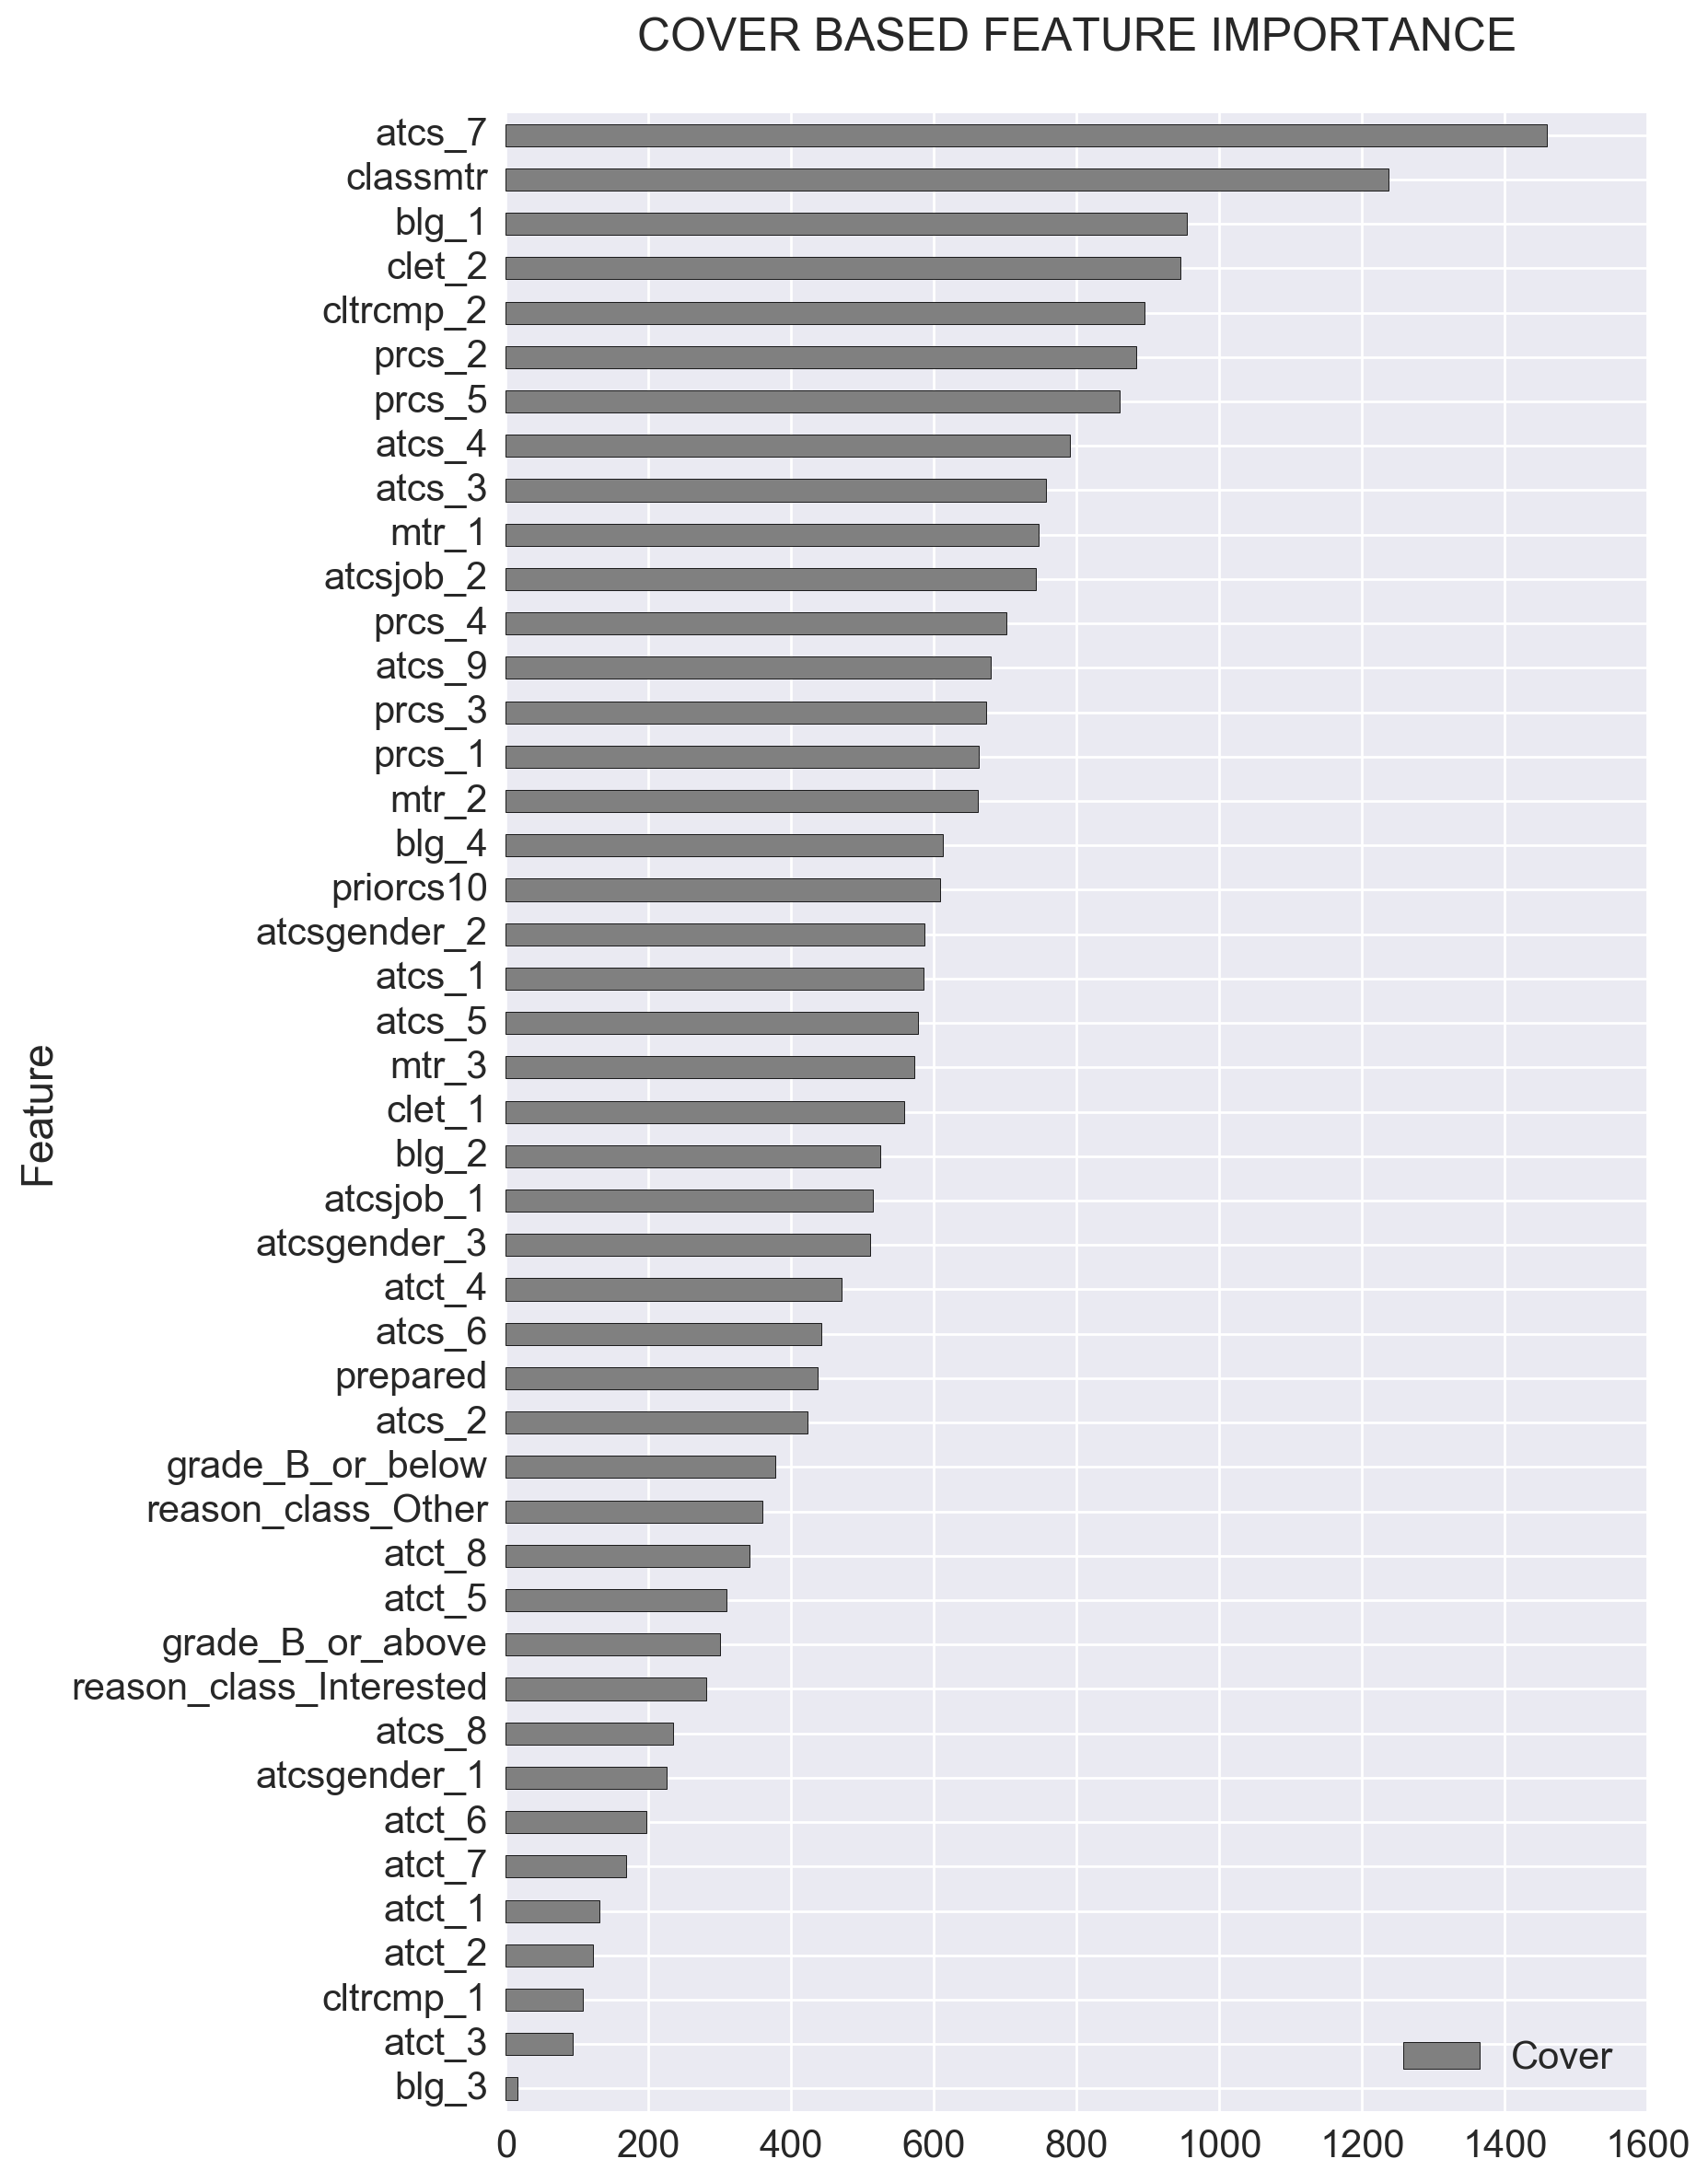 COVER BASED FEATURE IMPORTANCE
atcs_7
classmtr
blg_1
clet_2
cltrcmp_2
prcs_2
prcs_5
atcs_4
atcs_3
mtr_1
atcsjob_2
prcs_4
atcs_9
prcs_3
prcs_1
mtr_2
blg_4
priorcs10
atcsgender_2
atcs_1
atcs_5
mtr_3
clet_1
blg_2
atcsjob_1
atcsgender_3
atct_4
atcs_6
prepared
atcs_2
grade_B_or_below
reason_class_Other
atct_8
atct_5
grade_B_or_above
reason_class_Interested
atcs_8
atcsgender_1
atct_6
atct_7
atct_1
atct_2
cltrcmp_1
atct_3
blg_3
Feature
Cover
0 200 400 600 800 1000 1200 1400 1600